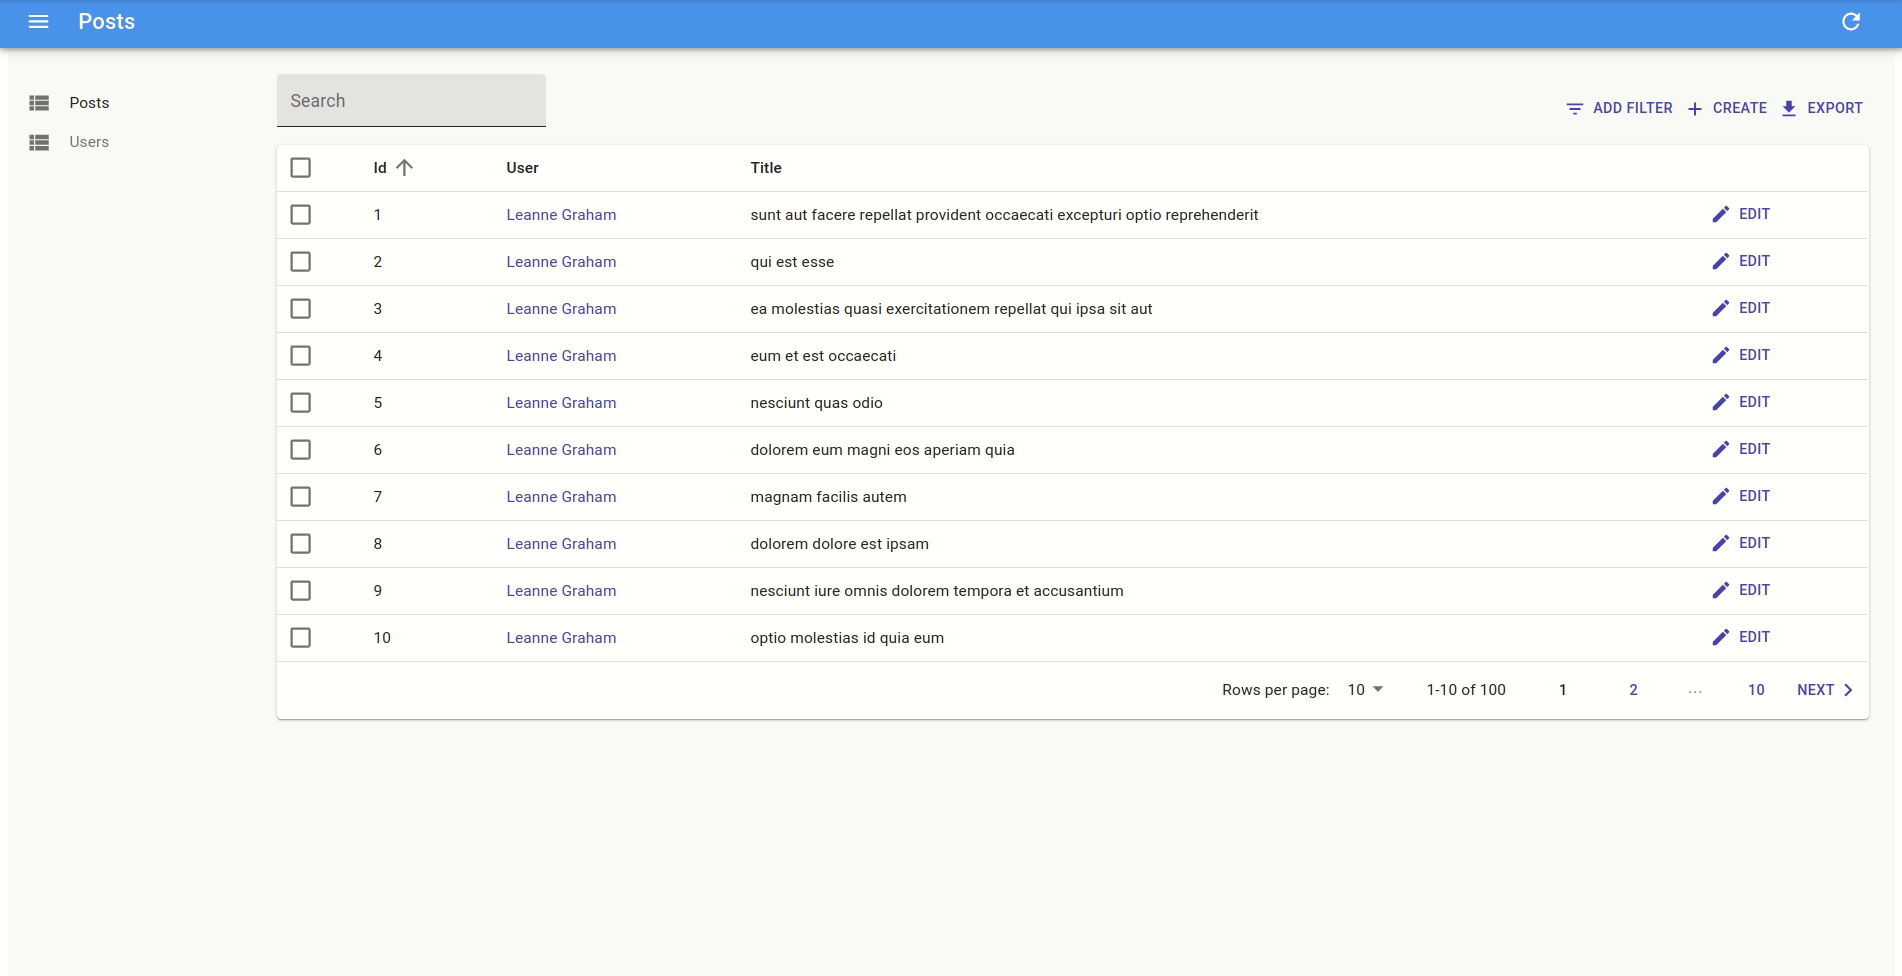 Posts
Posts
Users
Search
ADD FILTER CREATE EXPORT
Id User Title
1 Leanne Graham sunt aut facere repellat provident occaecati excepturi optio reprehenderit EDIT
2 Leanne Graham qui est esse EDIT
3 Leanne Graham ea molestias quasi exercitationem repellat qui ipsa sit aut EDIT
4 Leanne Graham eum et est occaecati EDIT
5 Leanne Graham nesciunt quas odio EDIT
6 Leanne Graham dolorem eum magni eos aperiam quia EDIT
7 Leanne Graham magnam facilis autem EDIT
8 Leanne Graham dolorem dolore est ipsam EDIT
9 Leanne Graham nesciunt iure omnis dolorem tempora et accusantium EDIT
10 Leanne Graham optio molestias id quia eum EDIT
Rows per page: 10 1-10 of 100 1 2 ... 10 NEXT